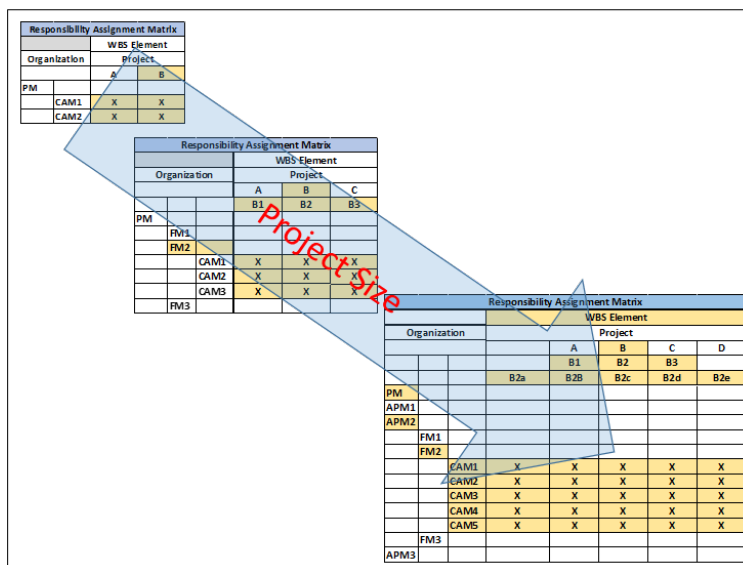 Responsibility Assignment Matrix
WBS Element
Organization Project
A B
PM
CAM1 X X
CAM2 X X
Responsibility Assignment Matrix
WBS Element
Organization Project
A B C
B1 B2 B3
PM
FM1
FM2
CAM1 X X X
CAM2 X X X
CAM3 X X X
FM3
Project Size
Responsibility Assignment Matrix
WBS Element
Organization Project
A B C D
B1 B2 B3
B2a B2B B2c B2d B2e
PM
APM1
APM2
FM1
FM2
CAM1 X X X X X
CAM2 X X X X X
CAM3 X X X X X
CAM4 X X X X X
CAM5 X X X X X
FM3
APM3